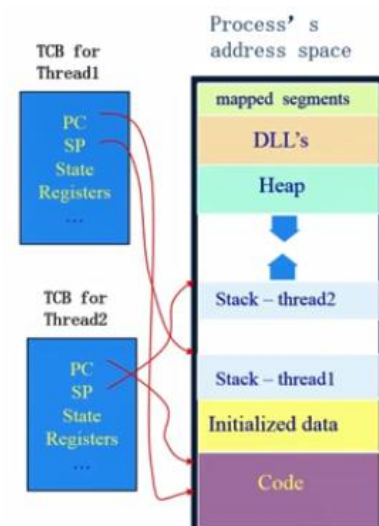 Process's
address space
TCB for
Thread1
PC
SP
State
Registers
...
TCB for
Thread2
PC
SP
State
Registers
...
mapped segments
DLL's
Heap
Stack – thread2
Stack – thread1
Initialized data
Code